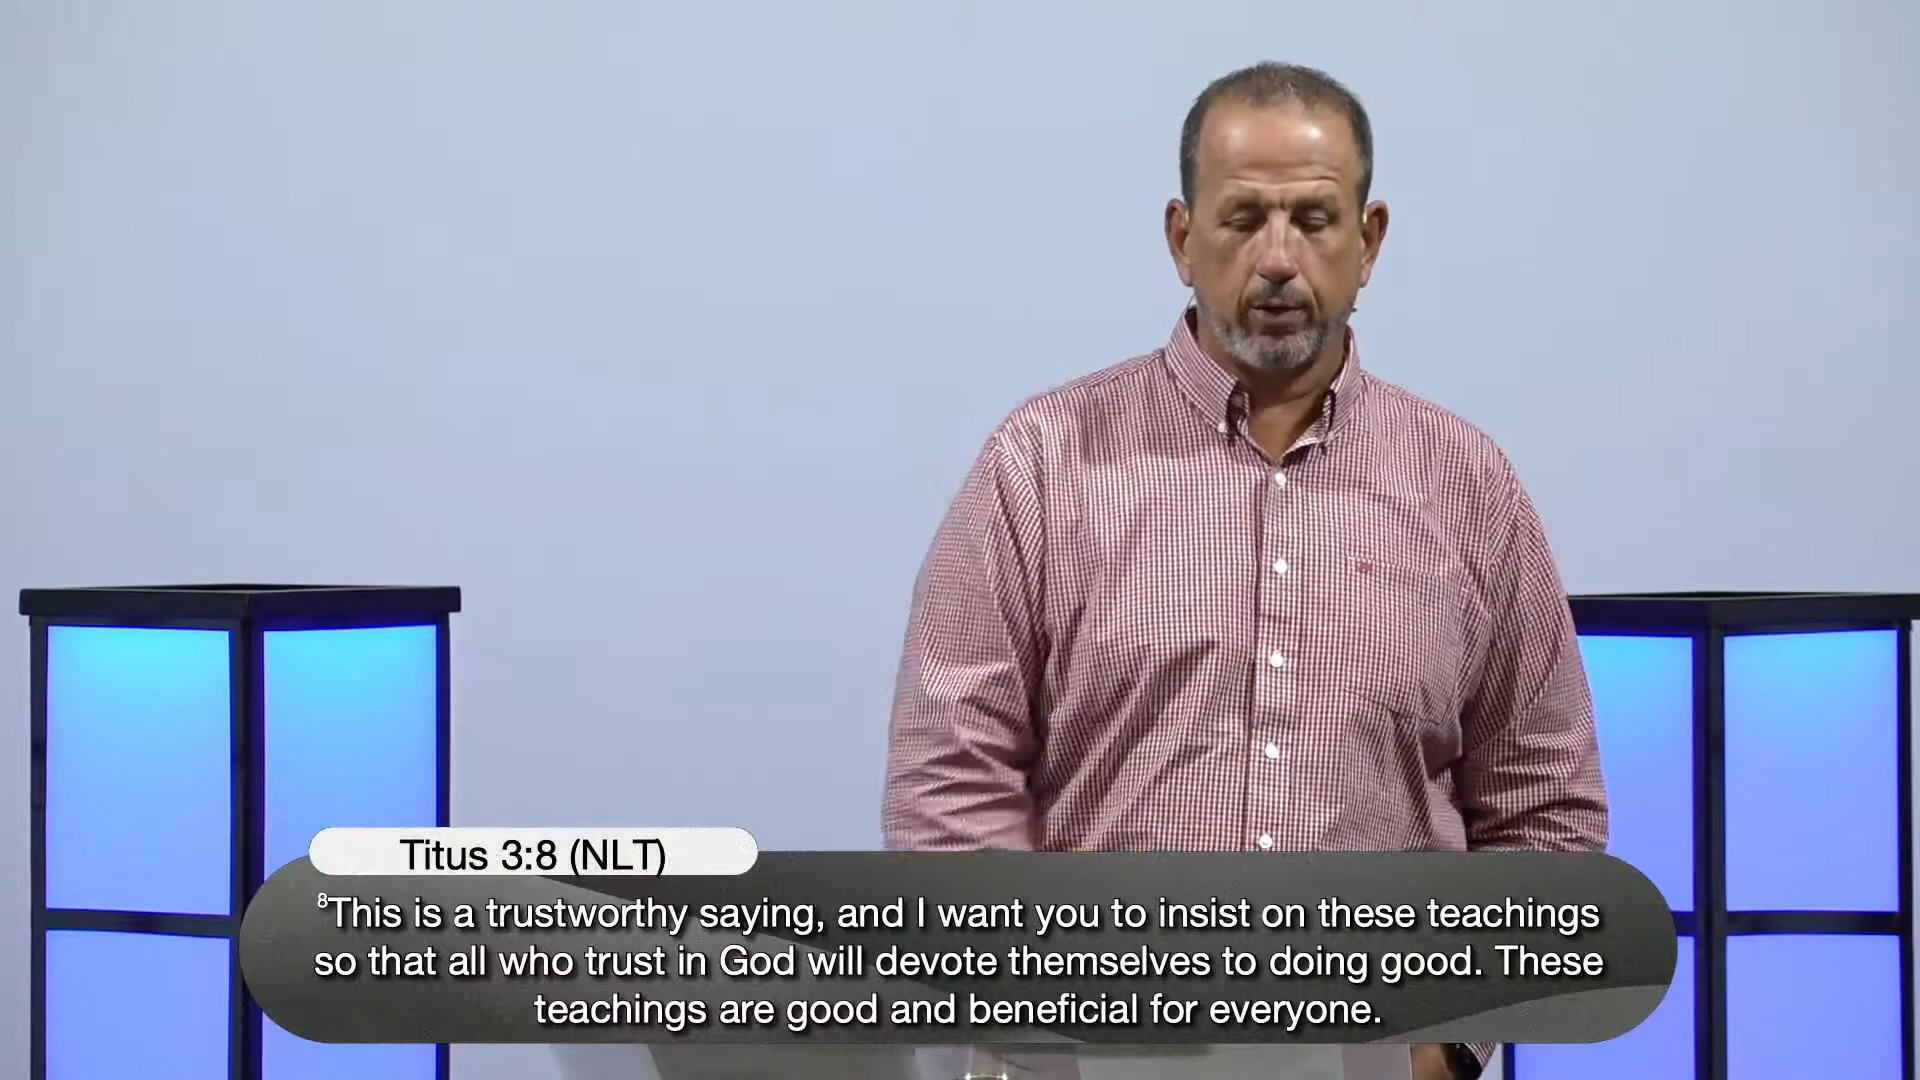 Titus 3:8 (NLT)
⁸This is a trustworthy saying, and I want you to insist on these teachings
so that all who trust in God will devote themselves to doing good. These
teachings are good and beneficial for everyone.